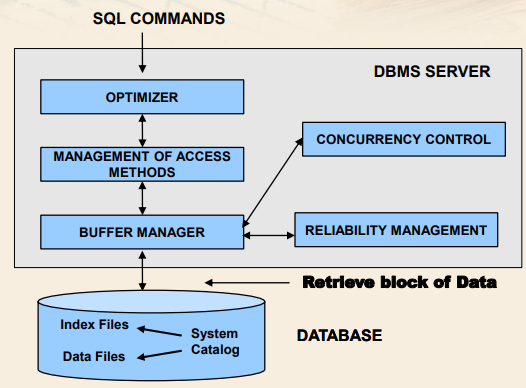 SQL COMMANDS
DBMS SERVER
OPTIMIZER
CONCURRENCY CONTROL
MANAGEMENT OF ACCESS
METHODS
BUFFER MANAGER
RELIABILITY MANAGEMENT
Retrieve block of Data
Index Files
System
Catalog
Data Files
DATABASE